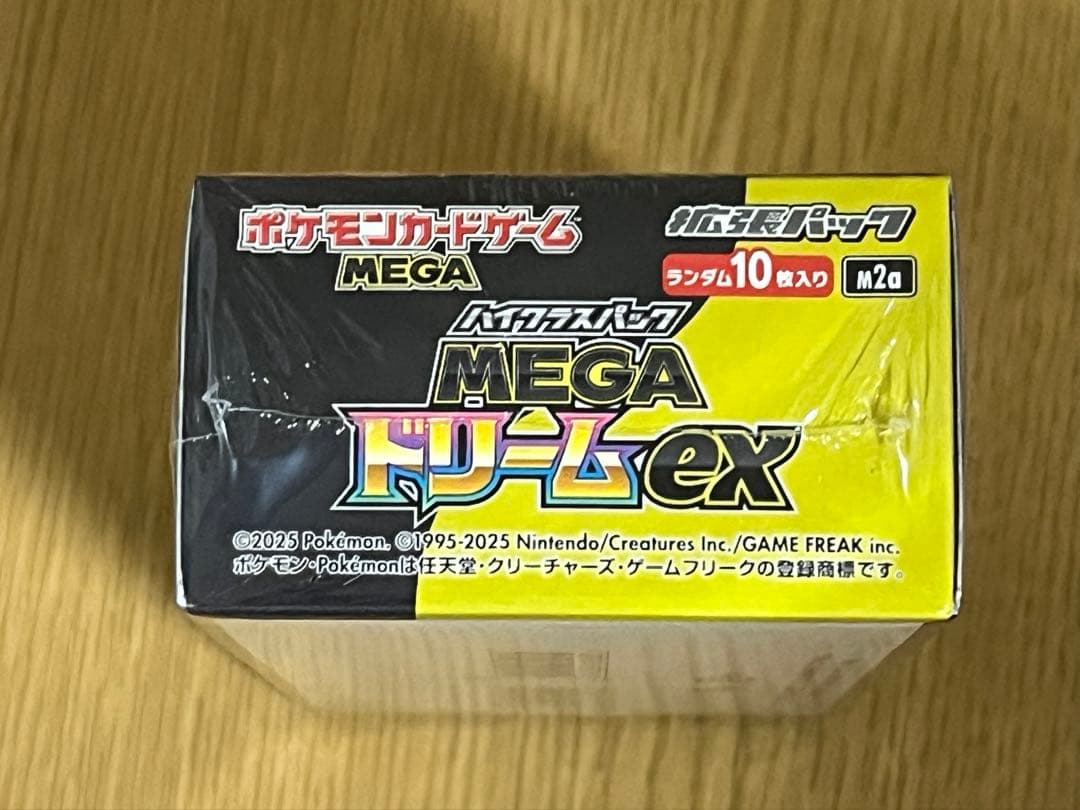 ポケモンカードゲーム
MEGA
拡張パック
ランダム10枚入り
M2a
ハイクラスパック
MEGA
ドリームex
©2025 Pokémon. ©1995-2025 Nintendo/Creatures Inc./GAME FREAK inc.
ポケモン・Pokémonは任天堂・クリーチャーズ・ゲームフリークの登録商標です。